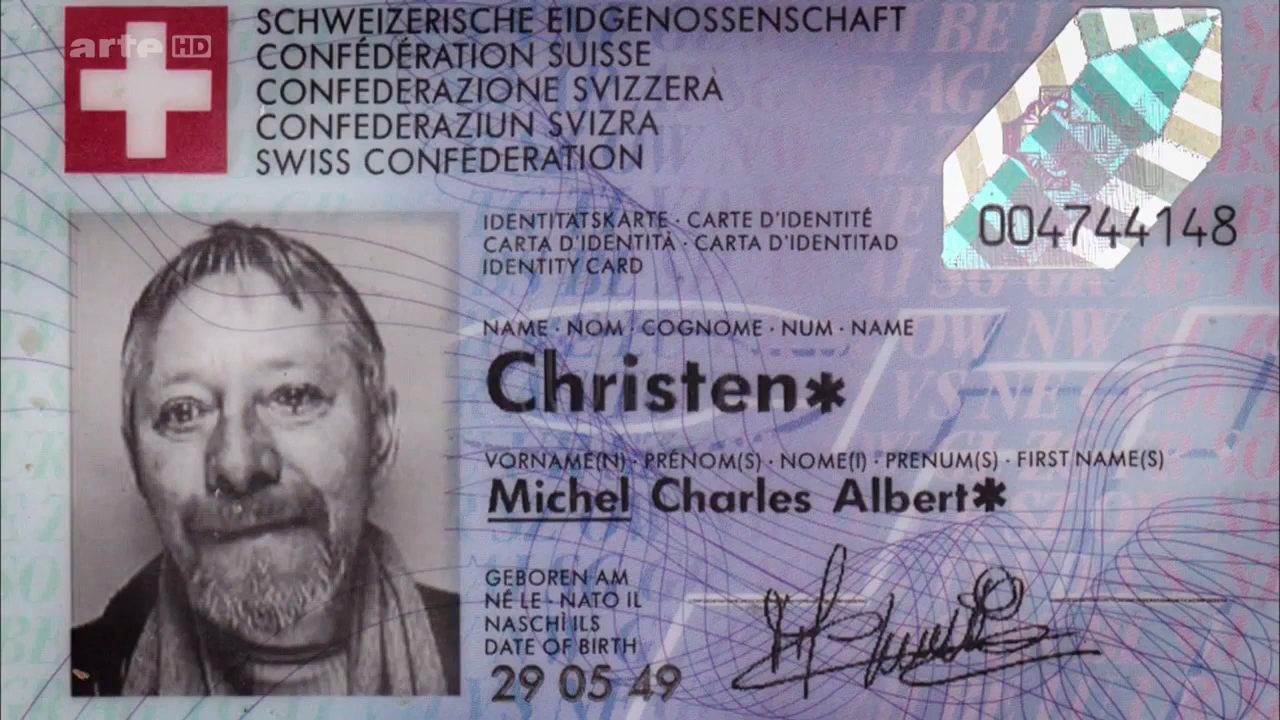 arte HD
SCHWEIZERISCHE EIDGENOSSENSCHAFT
CONFÉDÉRATION SUISSE
CONFEDERAZIONE SVIZZERA
CONFEDERAZIUN SVIZRA
SWISS CONFEDERATION
IDENTITÄTSKARTE · CARTE D'IDENTITÉ
CARTA D'IDENTITÀ · CARTA D'IDENTITAD
IDENTITY CARD
004744148
NAME · NOM · COGNOME · NUM · NAME
Christen*
VORNAME(N) · PRÉNOM(S) · NOME(I) · PRENUM(S) · FIRST NAME(S)
Michel Charles Albert*
GEBOREN AM
NÉ LE · NATO IL
NASCHÌ ILS
DATE OF BIRTH
29 05 49